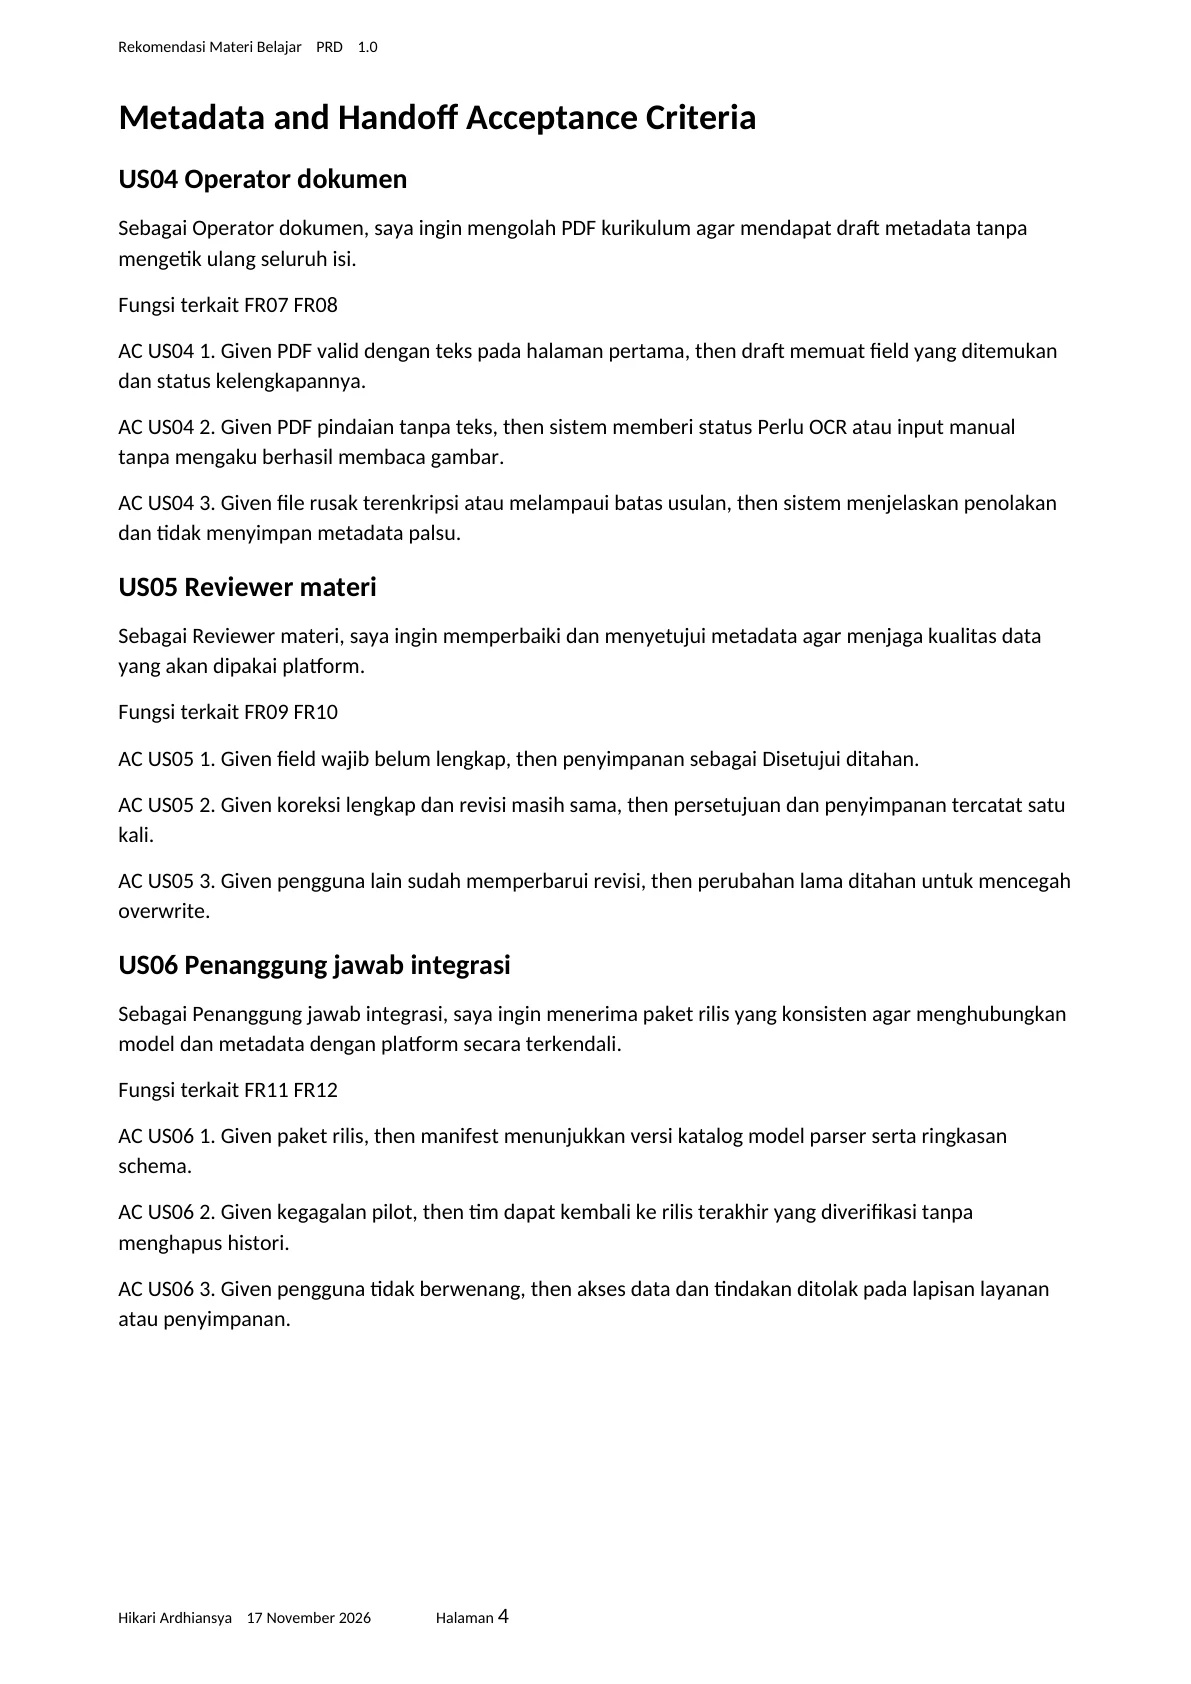 Rekomendasi Materi Belajar PRD 1.0
Metadata and Handoff Acceptance Criteria
US04 Operator dokumen
Sebagai Operator dokumen, saya ingin mengolah PDF kurikulum agar mendapat draft metadata tanpa
mengetik ulang seluruh isi.
Fungsi terkait FR07 FR08
AC US04 1. Given PDF valid dengan teks pada halaman pertama, then draft memuat field yang ditemukan
dan status kelengkapannya.
AC US04 2. Given PDF pindaian tanpa teks, then sistem memberi status Perlu OCR atau input manual
tanpa mengaku berhasil membaca gambar.
AC US04 3. Given file rusak terenkripsi atau melampaui batas usulan, then sistem menjelaskan penolakan
dan tidak menyimpan metadata palsu.
US05 Reviewer materi
Sebagai Reviewer materi, saya ingin memperbaiki dan menyetujui metadata agar menjaga kualitas data
yang akan dipakai platform.
Fungsi terkait FR09 FR10
AC US05 1. Given field wajib belum lengkap, then penyimpanan sebagai Disetujui ditahan.
AC US05 2. Given koreksi lengkap dan revisi masih sama, then persetujuan dan penyimpanan tercatat satu
kali.
AC US05 3. Given pengguna lain sudah memperbarui revisi, then perubahan lama ditahan untuk mencegah
overwrite.
US06 Penanggung jawab integrasi
Sebagai Penanggung jawab integrasi, saya ingin menerima paket rilis yang konsisten agar menghubungkan
model dan metadata dengan platform secara terkendali.
Fungsi terkait FR11 FR12
AC US06 1. Given paket rilis, then manifest menunjukkan versi katalog model parser serta ringkasan
schema.
AC US06 2. Given kegagalan pilot, then tim dapat kembali ke rilis terakhir yang diverifikasi tanpa
menghapus histori.
AC US06 3. Given pengguna tidak berwenang, then akses data dan tindakan ditolak pada lapisan layanan
atau penyimpanan.
Hikari Ardhiansya 17 November 2026 Halaman 4